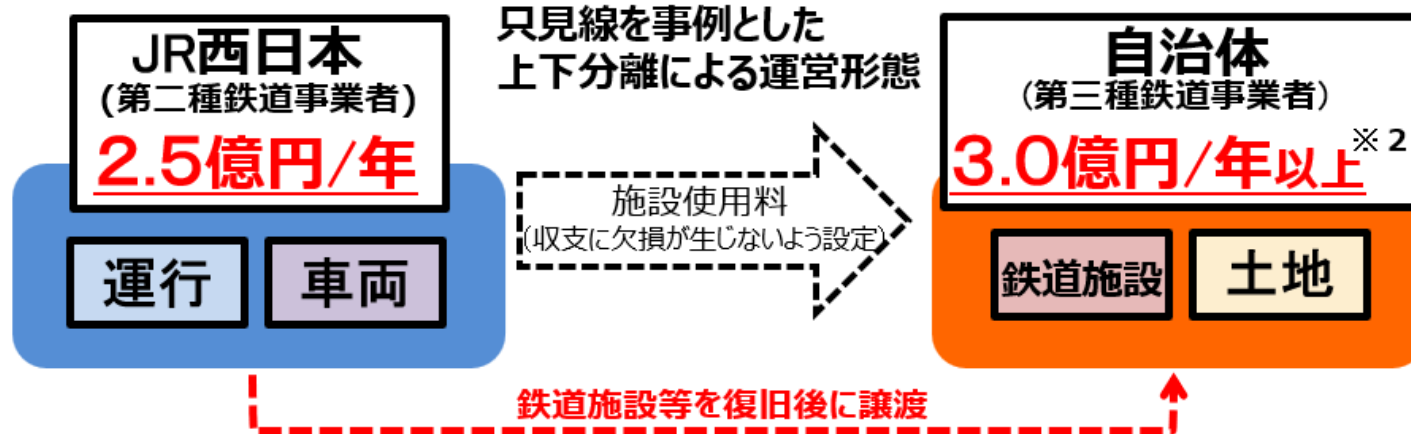 只見線を事例とした
上下分離による運営形態
JR西日本
(第二種鉄道事業者)
2.5億円/年
運行
車両
施設使用料
(収支に欠損が生じないよう設定)
自治体
(第三種鉄道事業者)
3.0億円/年以上※2
鉄道施設
土地
鉄道施設等を復旧後に譲渡